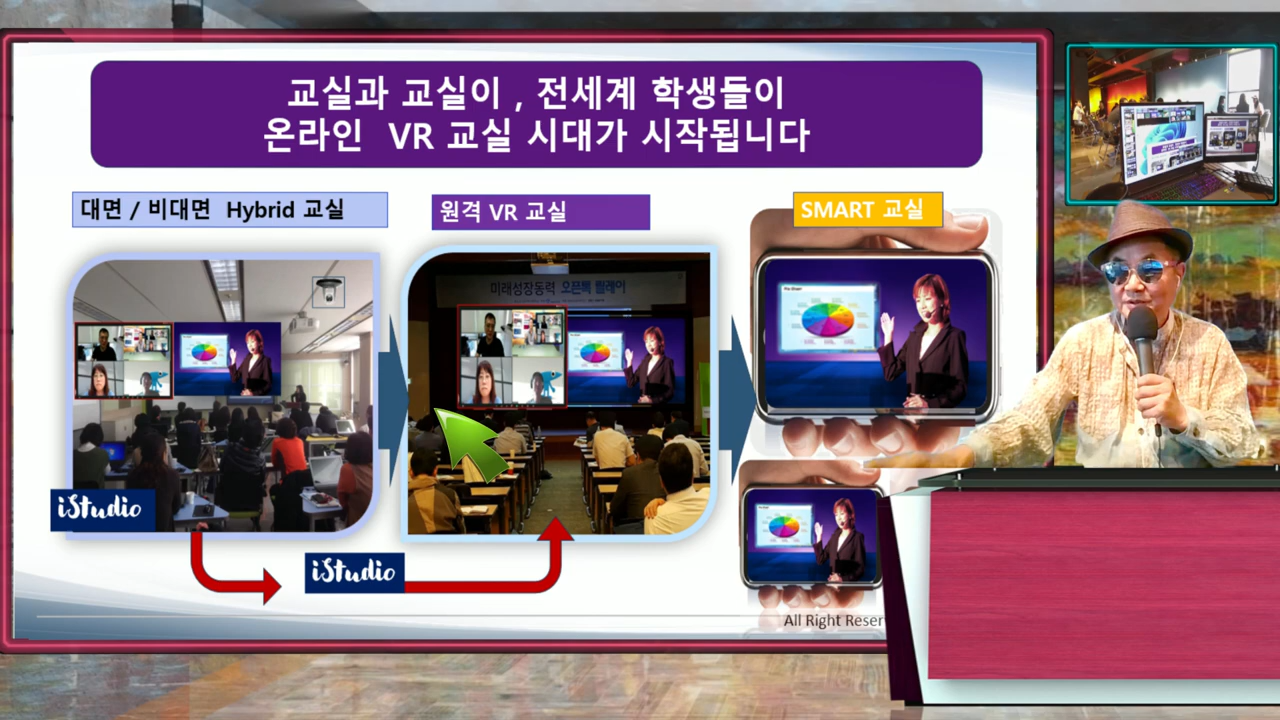 교실과 교실이 , 전세계 학생들이
온라인 VR 교실 시대가 시작됩니다
대면 / 비대면 Hybrid 교실
원격 VR 교실
SMART 교실
미래성장동력 오픈톡 릴레이
iStudio
iStudio
All Right Reser